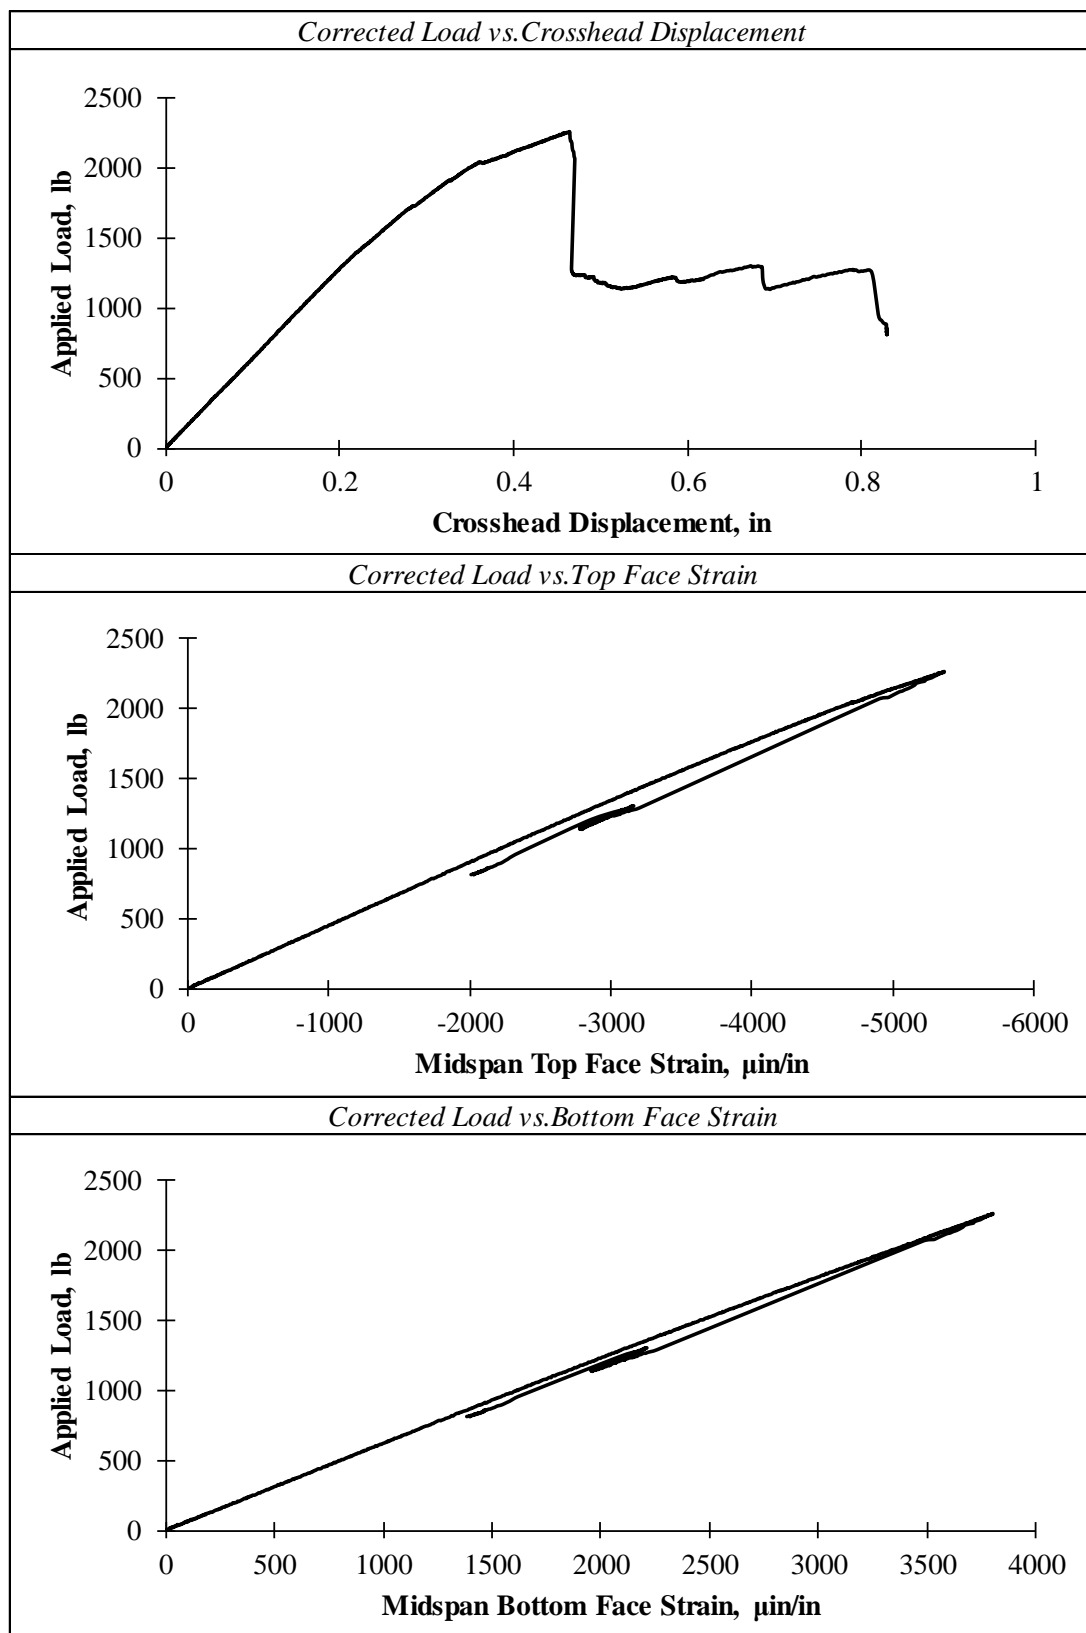 Corrected Load vs.Crosshead Displacement
2500
2000
1500
1000
500
0
Applied Load, lb
0 0.2 0.4 0.6 0.8 1
Crosshead Displacement, in
Corrected Load vs.Top Face Strain
2500
2000
1500
1000
500
0
Applied Load, lb
0 -1000 -2000 -3000 -4000 -5000 -6000
Midspan Top Face Strain, μin/in
Corrected Load vs.Bottom Face Strain
2500
2000
1500
1000
500
0
Applied Load, lb
0 500 1000 1500 2000 2500 3000 3500 4000
Midspan Bottom Face Strain, μin/in